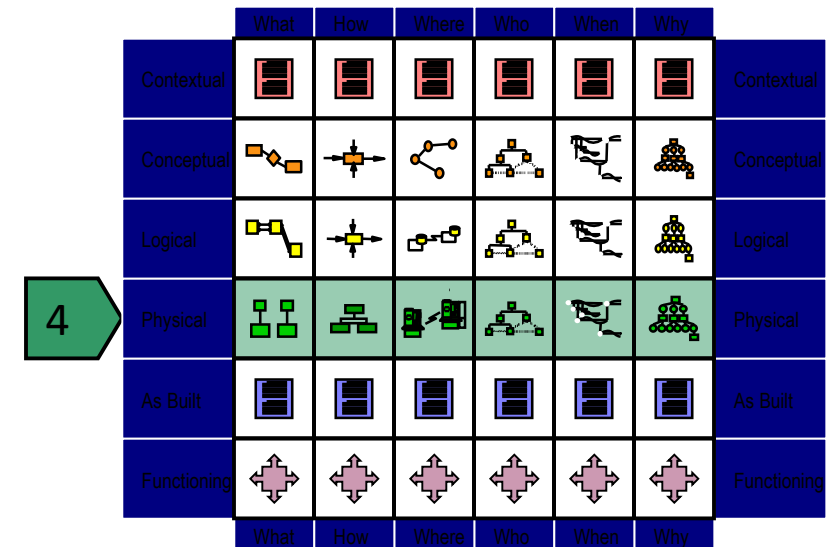 What How Where Who When Why
Contextual Contextual
Conceptual Conceptual
Logical Logical
4 Physical Physical
As Built As Built
Functioning Functioning
What How Where Who When Why